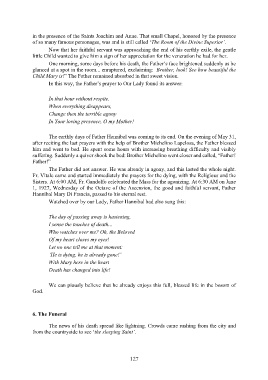 in the presence of the Saints Joachim and Anne. That small Chapel, honored by the presence
of so many famous personages, was and is still called 'The Room of the Divine Superior'.
Now that her faithful servant was approaching the end of his earthly exile, the gentle
little Child wanted to give him a sign of her appreciation for the veneration he had for her.
One morning, some days before his death, the Father's face brightened suddenly as he
glanced at a spot in the room... enraptured, exclaiming: Brother, look! See how beautiful the
Child Mary is!" The Father remained absorbed in that sweet vision.
In this way, the Father's prayer to Our Lady found its answer:
In that hour without respite,
When everything disappears,
Change then the terrible agony
In Your loving presence, O my Mother!
The earthly days of Father Hannibal was coming to its end. On the evening of May 31,
after reciting the last prayers with the help of Brother Michelino Lapelosa, the Father blessed
him and went to bed. He spent some hours with increasing breathing difficulty and visibly
suffering. Suddenly a quiver shook the bed: Brother Michelino went closer and called, "Father!
Father!"
The Father did not answer. He was already in agony, and this lasted the whole night.
Fr. Vitale came and started immediately the prayers for the dying, with the Religious and the
Sisters. At 6:00 AM, Fr. Gandolfo celebrated the Mass for the agonizing. At 6:30 AM on June
1, 1927, Wednesday of the Octave of the Ascension, the good and faithful servant, Father
Hannibal Mary Di Francia, passed to his eternal rest.
Watched over by our Lady, Father Hannibal had also sung this:
The day of passing away is hastening,
I sense the touches of death...
Who watches over me? Oh, the Beloved
Of my heart closes my eyes!
Let no one tell me at that moment:
"He is dying, he is already gone!"
With Mary here in the heart
Death has changed into life!
We can piously believe that he already enjoys this full, blessed life in the bosom of
God.
6. The Funeral
The news of his death spread like lightning. Crowds came rushing from the city and
from the countryside to see 'the sleeping Saint'.
127